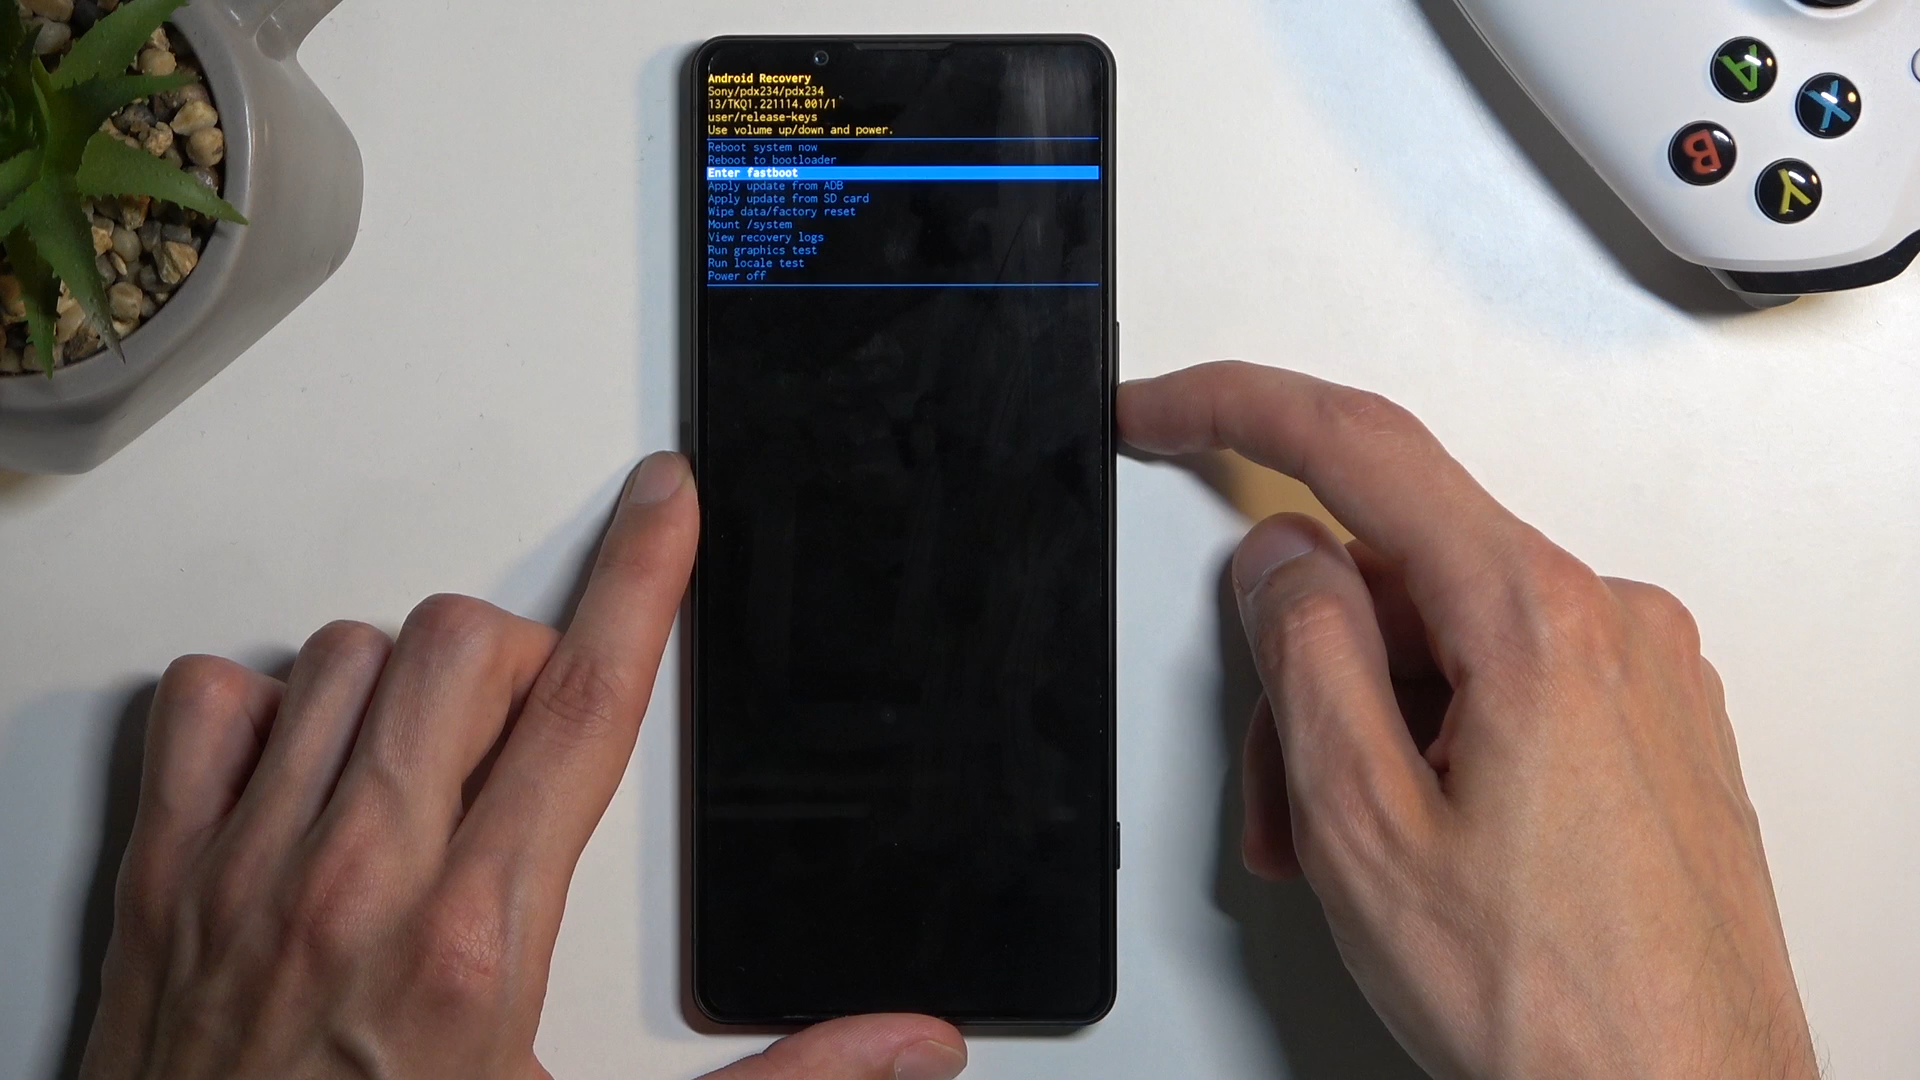 Android Recovery
Sony/pdx234/pdx234
13/TKQ1.221114.001/1
user/release-keys
Use volume up/down and power.
Reboot system now
Reboot to bootloader
Enter fastboot
Apply update from ADB
Apply update from SD card
Wipe data/factory reset
Mount /system
View recovery logs
Run graphics test
Run locale test
Power off
A
X
B
Y